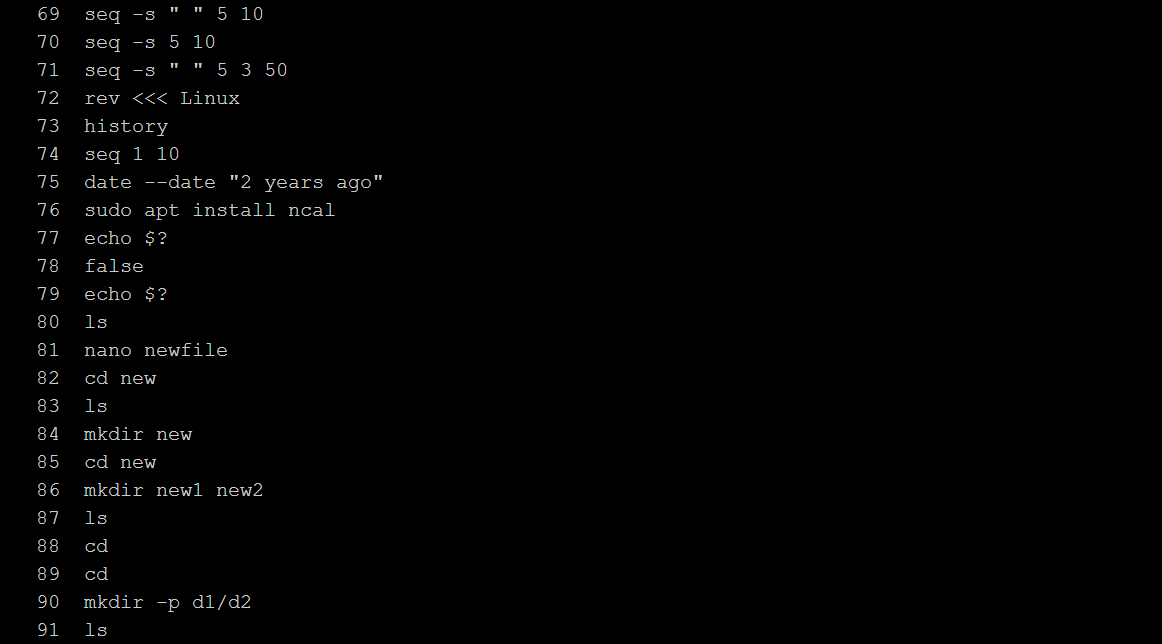 69 seq -s " " 5 10
70 seq -s 5 10
71 seq -s " " 5 3 50
72 rev <<< Linux
73 history
74 seq 1 10
75 date --date "2 years ago"
76 sudo apt install ncal
77 echo $?
78 false
79 echo $?
80 ls
81 nano newfile
82 cd new
83 ls
84 mkdir new
85 cd new
86 mkdir new1 new2
87 ls
88 cd
89 cd
90 mkdir -p d1/d2
91 ls